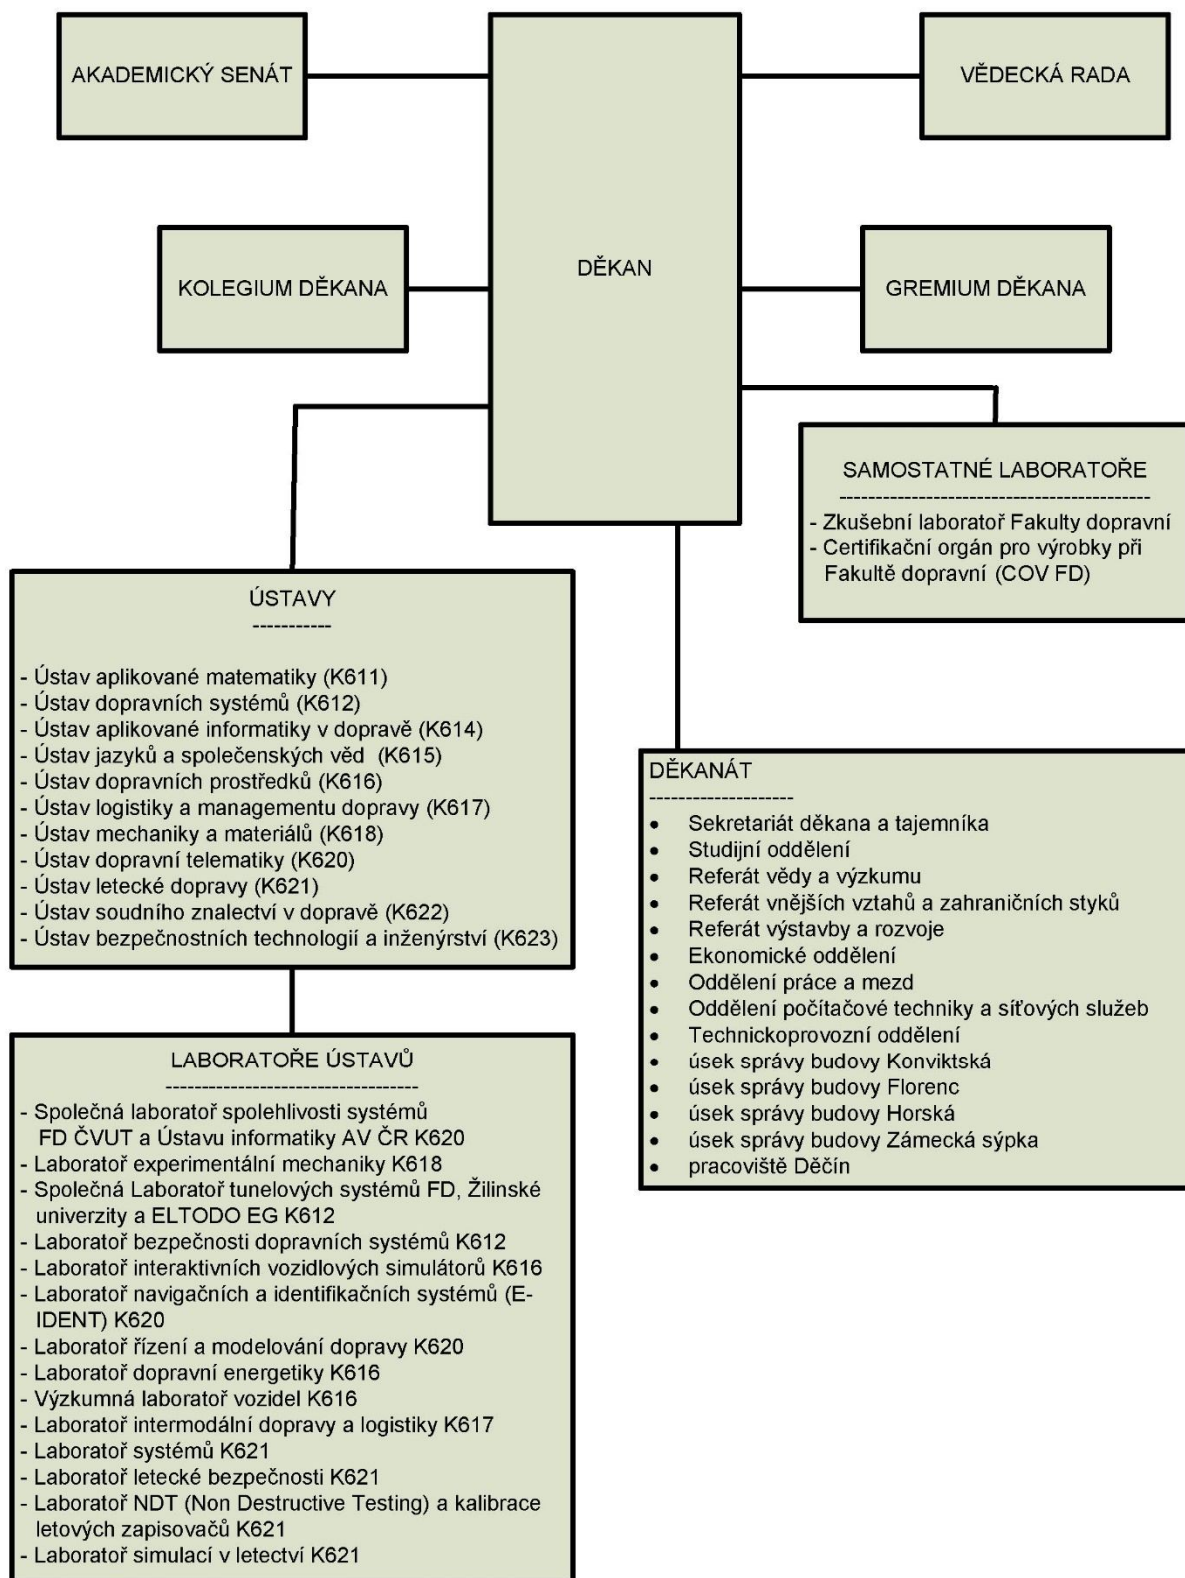 AKADEMICKÝ SENÁT
VĚDECKÁ RADA
KOLEGIUM DĚKANA
DĚKAN
GREMIUM DĚKANA
SAMOSTATNÉ LABORATOŘE
-------------------------------------------
- Zkušební laboratoř Fakulty dopravní
- Certifikační orgán pro výrobky při
Fakultě dopravní (COV FD)
ÚSTAVY
-----------
- Ústav aplikované matematiky (K611)
- Ústav dopravních systémů (K612)
- Ústav aplikované informatiky v dopravě (K614)
- Ústav jazyků a společenských věd (K615)
- Ústav dopravních prostředků (K616)
- Ústav logistiky a managementu dopravy (K617)
- Ústav mechaniky a materiálů (K618)
- Ústav dopravní telematiky (K620)
- Ústav letecké dopravy (K621)
- Ústav soudního znalectví v dopravě (K622)
- Ústav bezpečnostních technologií a inženýrství (K623)
DĚKANÁT
--------------------
• Sekretariát děkana a tajemníka
• Studijní oddělení
• Referát vědy a výzkumu
• Referát vnějších vztahů a zahraničních styků
• Referát výstavby a rozvoje
• Ekonomické oddělení
• Oddělení práce a mezd
• Oddělení počítačové techniky a síťových služeb
• Technickoprovozní oddělení
• úsek správy budovy Konviktská
• úsek správy budovy Florenc
• úsek správy budovy Horská
• úsek správy budovy Zámecká sýpka
• pracoviště Děčín
LABORATOŘE ÚSTAVŮ
-----------------------------------
- Společná laboratoř spolehlivosti systémů
FD ČVUT a Ústavu informatiky AV ČR K620
- Laboratoř experimentální mechaniky K618
- Společná Laboratoř tunelových systémů FD, Žilinské
univerzity a ELTODO EG K612
- Laboratoř bezpečnosti dopravních systémů K612
- Laboratoř interaktivních vozidlových simulátorů K616
- Laboratoř navigačních a identifikačních systémů (E-
IDENT) K620
- Laboratoř řízení a modelování dopravy K620
- Laboratoř dopravní energetiky K616
- Výzkumná laboratoř vozidel K616
- Laboratoř intermodální dopravy a logistiky K617
- Laboratoř systémů K621
- Laboratoř letecké bezpečnosti K621
- Laboratoř NDT (Non Destructive Testing) a kalibrace
letových zapisovačů K621
- Laboratoř simulací v letectví K621